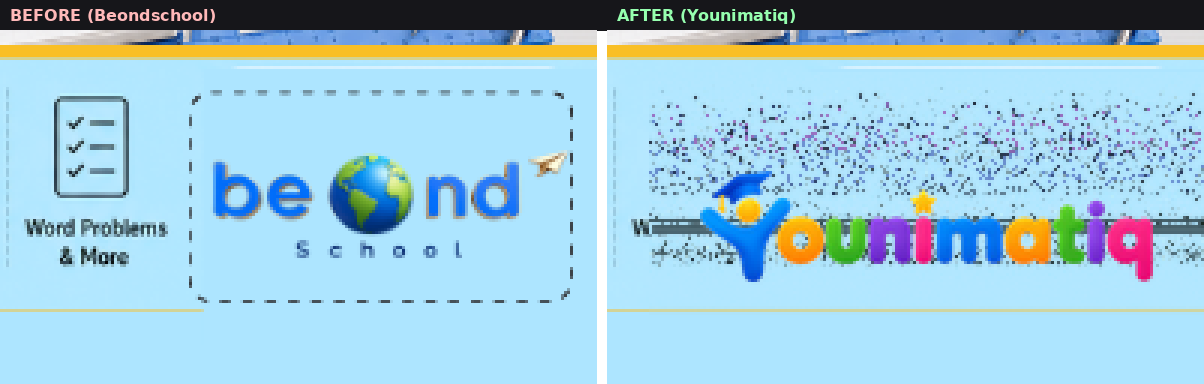 BEFORE (Beondschool)
AFTER (Younimatiq)
Word Problems
& More
be nd
School
W
Younimatiq